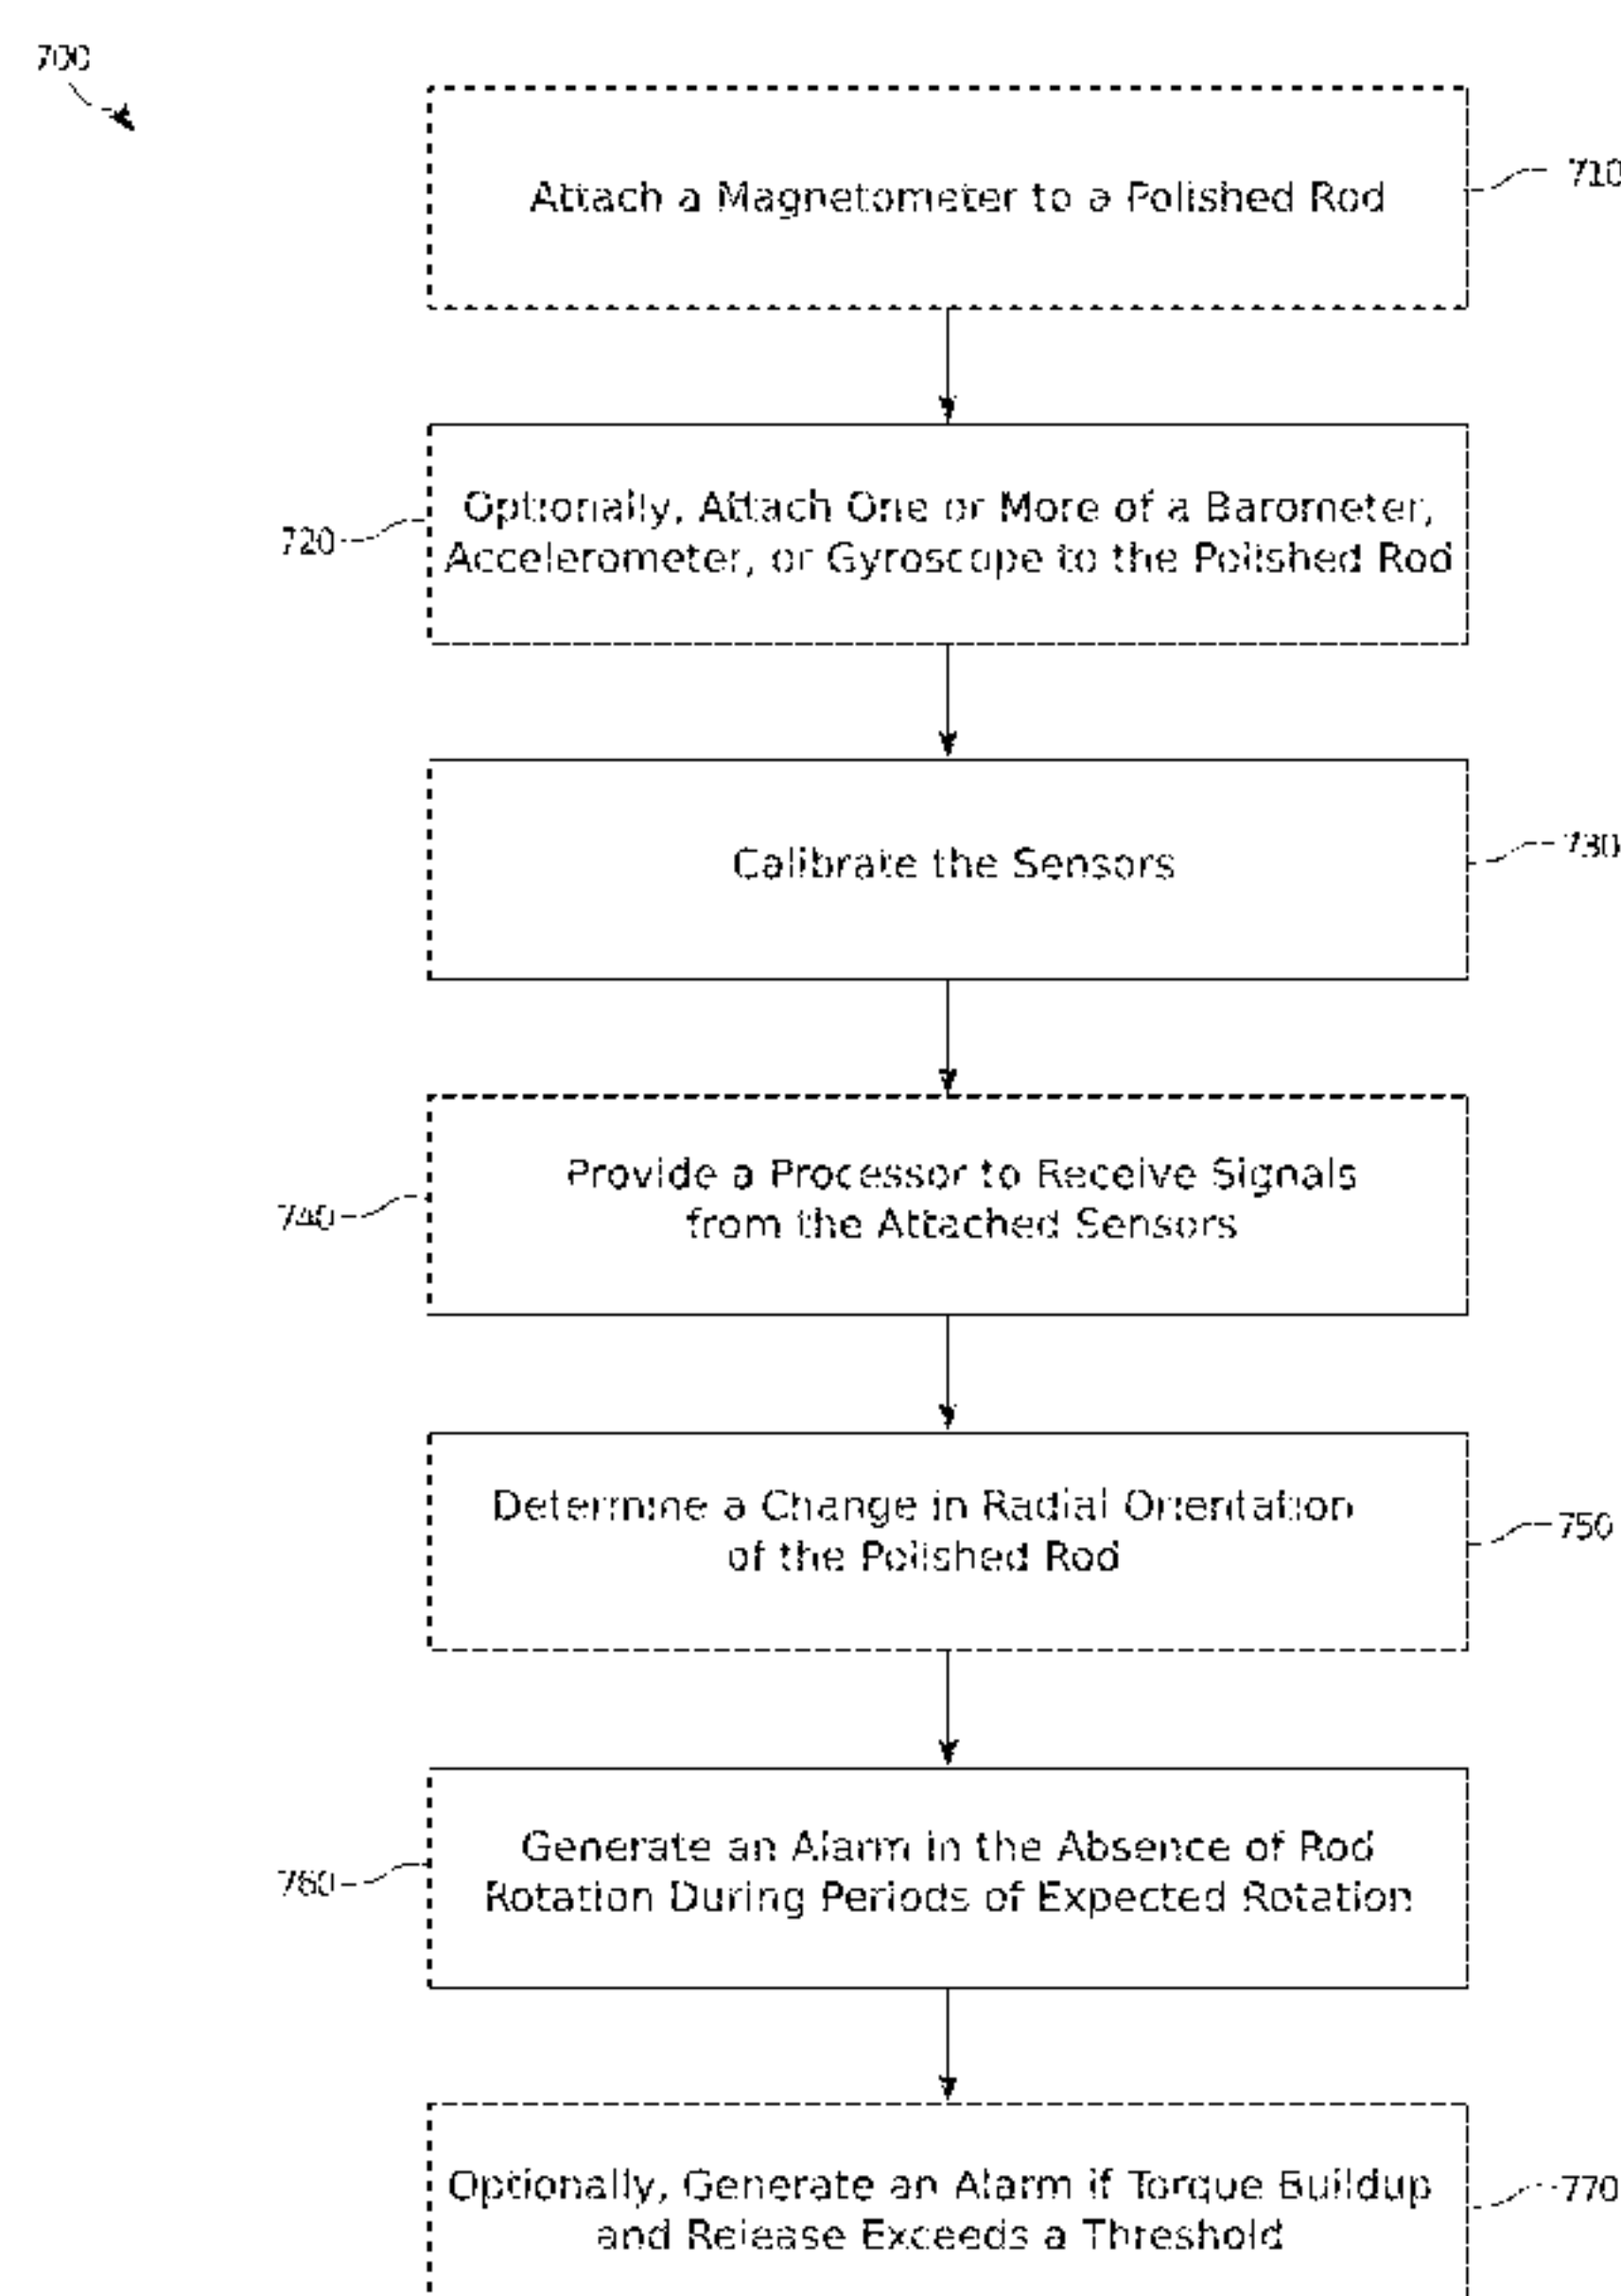 700
Attach a Magnetometer to a Polished Rod
710
Optionally, Attach One or More of a Barometer,
Accelerometer, or Gyroscope to the Polished Rod
720
Calibrate the Sensors
730
Provide a Processor to Receive Signals
from the Attached Sensors
740
Determine a Change in Radial Orientation
of the Polished Rod
750
Generate an Alarm in the Absence of Rod
Rotation During Periods of Expected Rotation
760
Optionally, Generate an Alarm if Torque Buildup
and Release Exceeds a Threshold
770